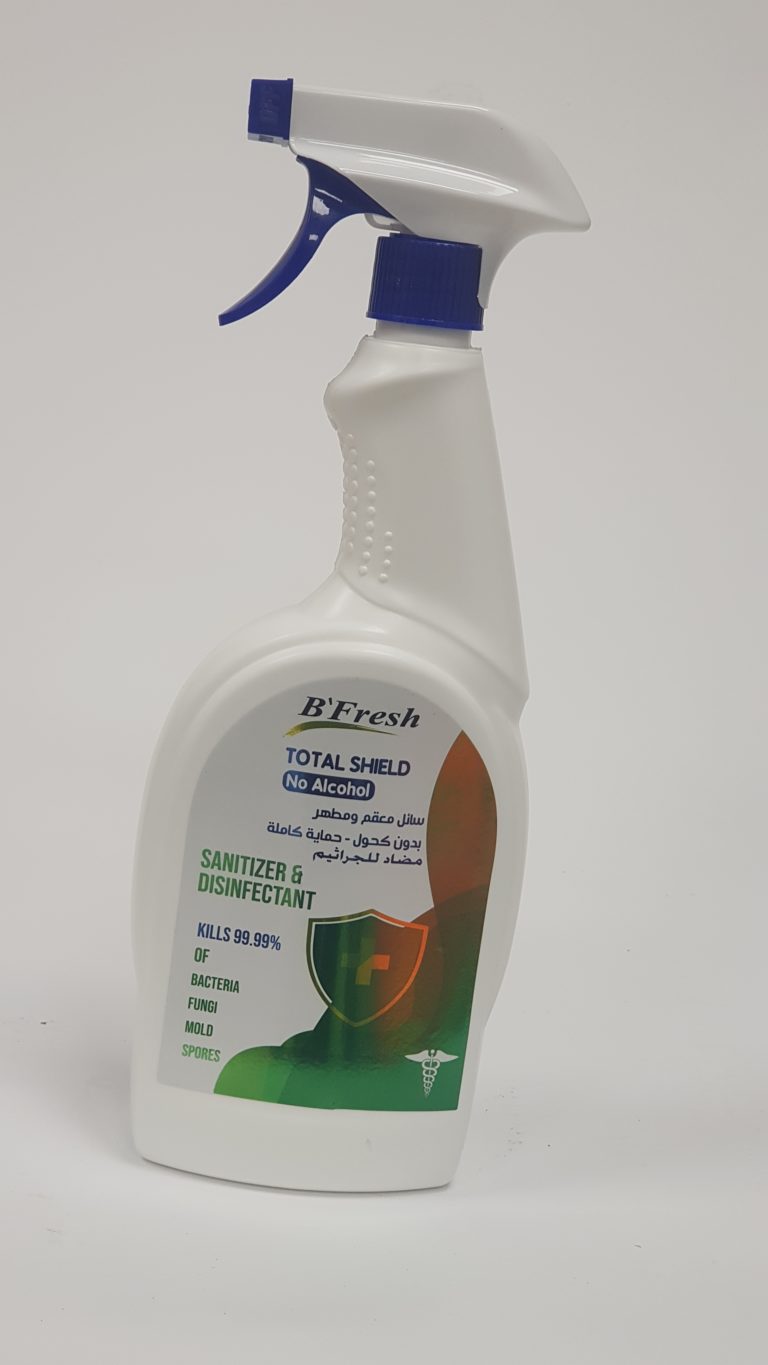 OFF
B`Fresh
TOTAL SHIELD
No Alcohol
سائل معقم ومطهر
بدون كحول - حماية كاملة
مضاد للجراثيم
SANITIZER &
DISINFECTANT
KILLS 99.99%
OF
BACTERIA
FUNGI
MOLD
SPORES